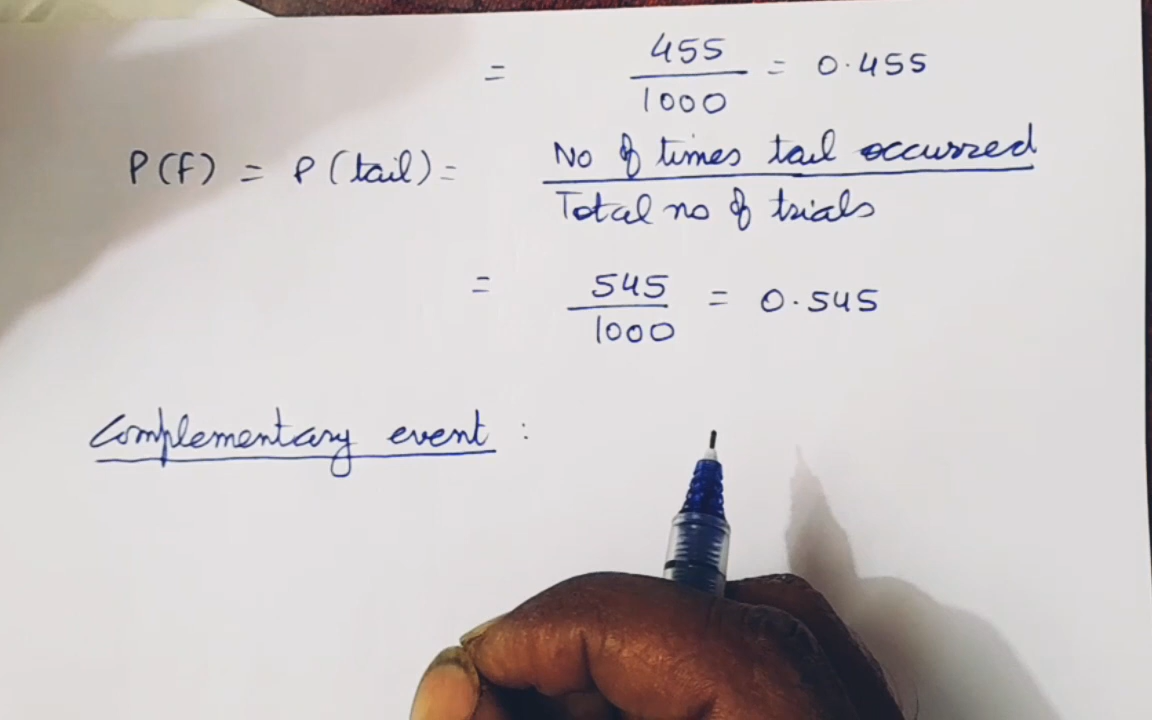 = 455/1000 = 0.455
P(F) = P(tail) = No of times tail occurred / Total no of trials
= 545/1000 = 0.545
Complementary event :